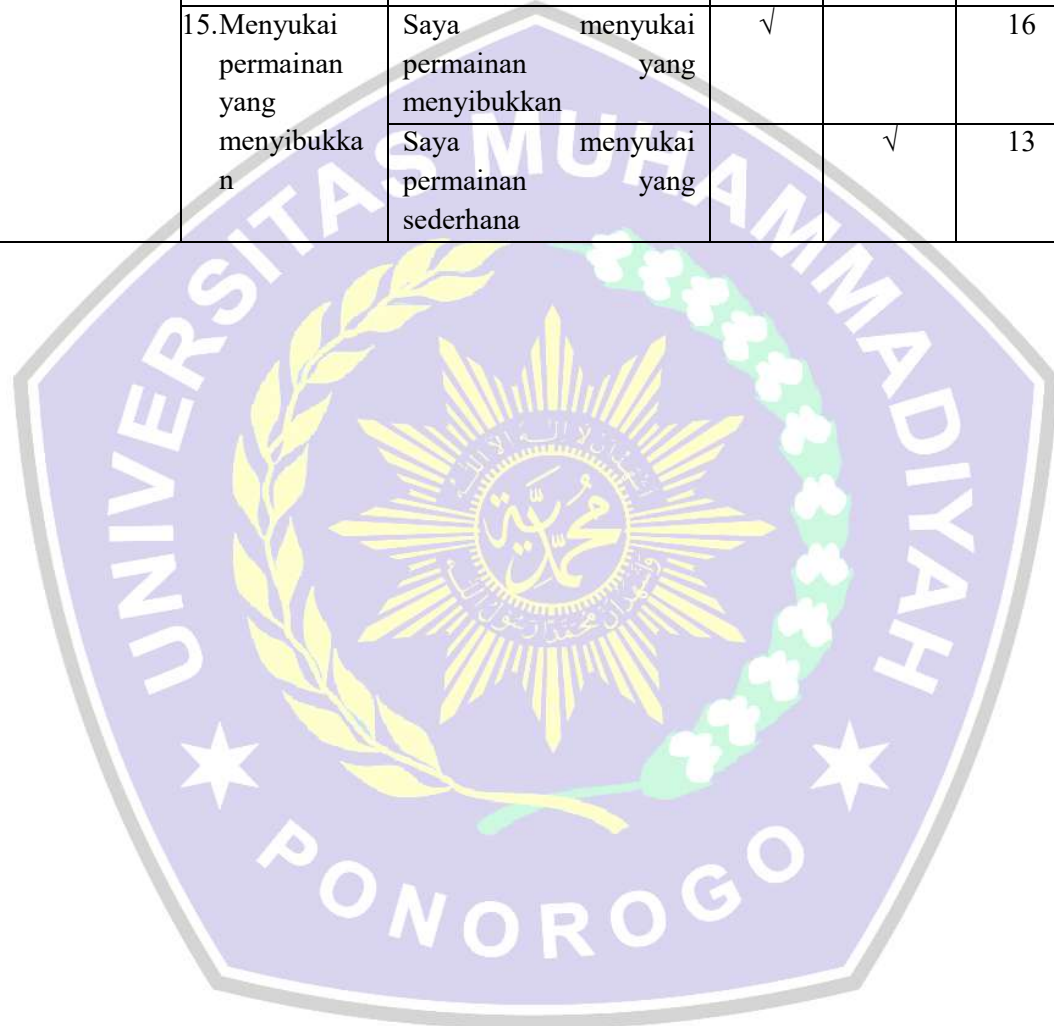 15.Menyukai permainan yang menyibukka n
Saya menyukai permainan yang menyibukkan
√
16
Saya menyukai permainan yang sederhana
√
13
UNIVERSITAS MUHAMMADIYAH
PONOROGO